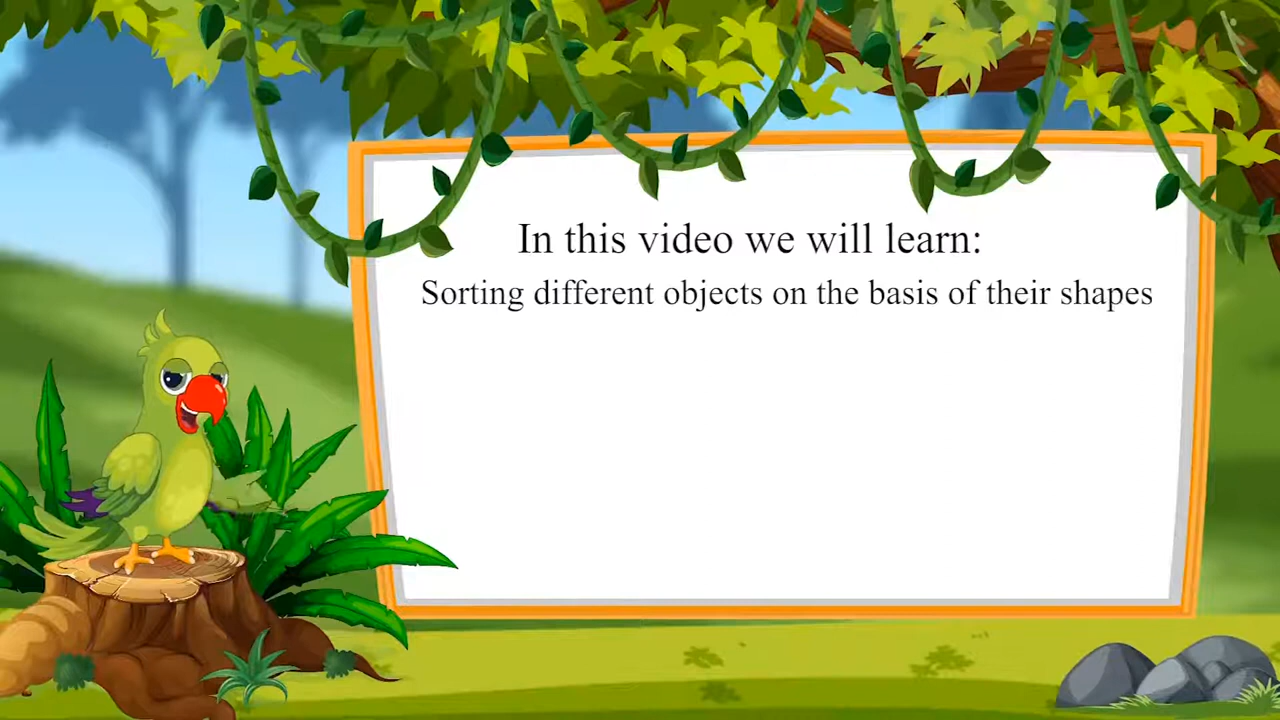 In this video we will learn:
Sorting different objects on the basis of their shapes